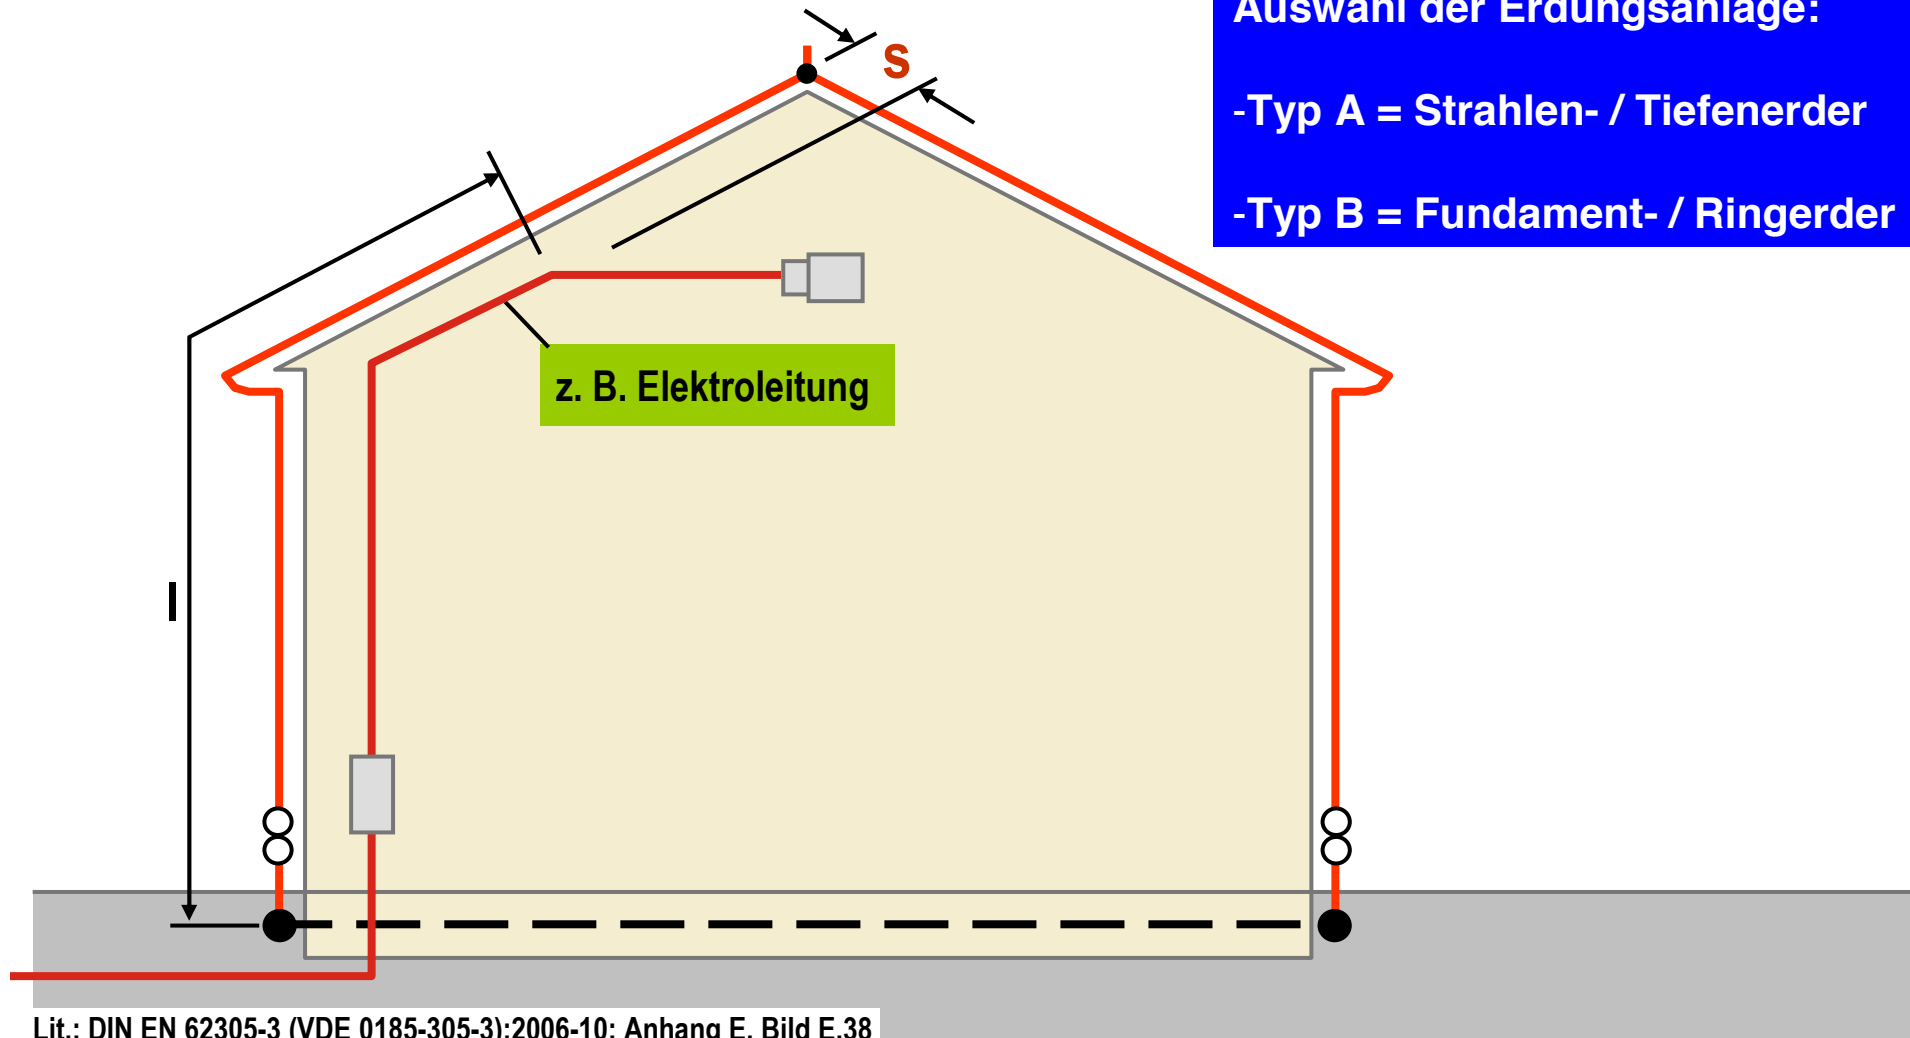 Auswahl der Erdungsanlage:
s
-Typ A = Strahlen- / Tiefenerder
-Typ B = Fundament- / Ringerder
z. B. Elektroleitung
l
Lit.: DIN EN 62305-3 (VDE 0185-305-3):2006-10; Anhang E, Bild E.38